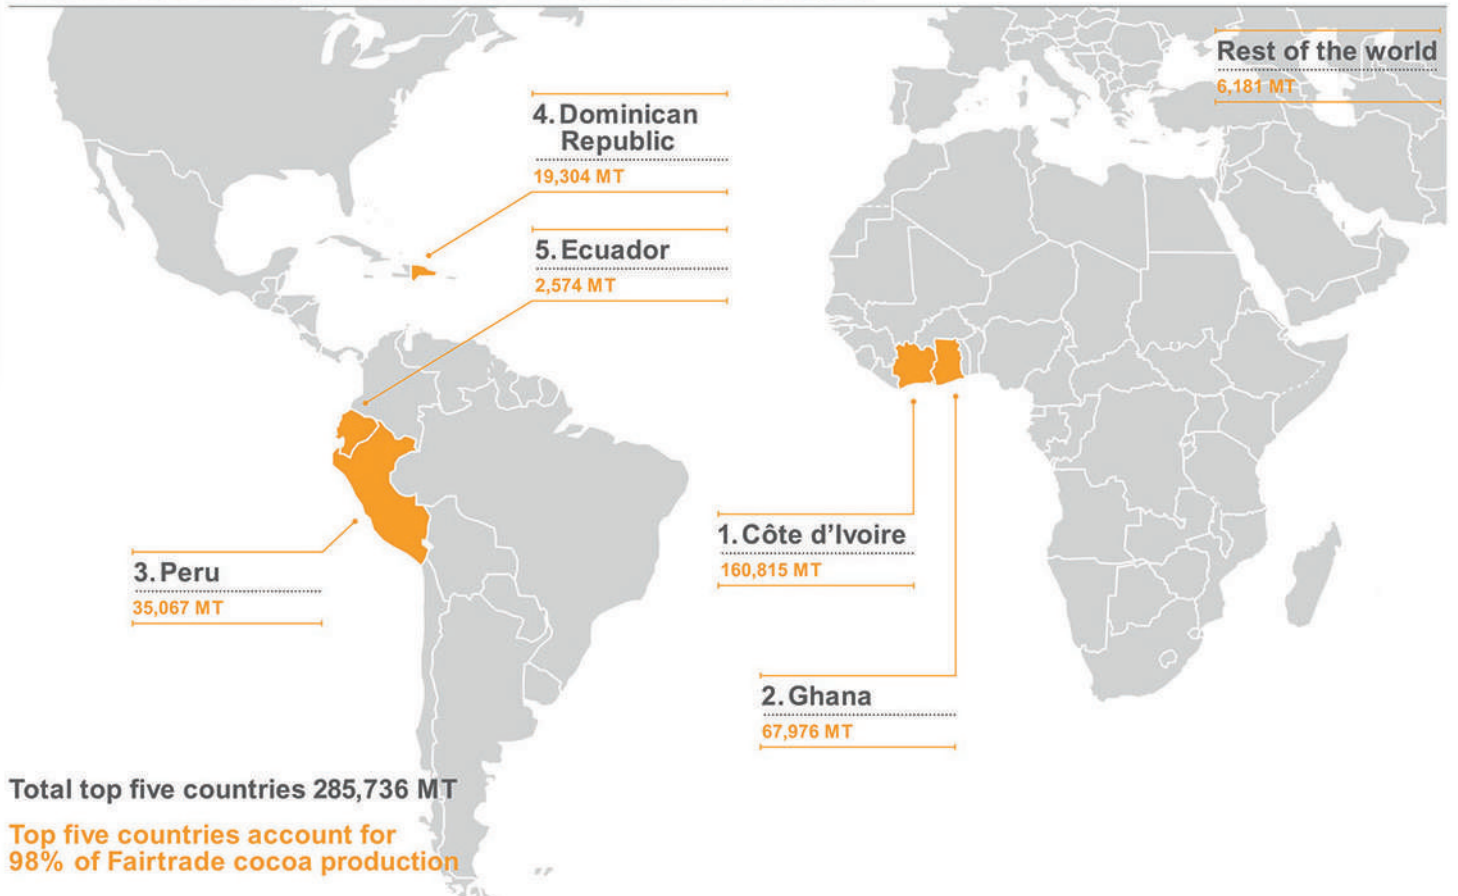 Rest of the world
6,181 MT
4. Dominican
Republic
19,304 MT
5. Ecuador
2,574 MT
1. Côte d’Ivoire
160,815 MT
3. Peru
35,067 MT
2. Ghana
67,976 MT
Total top five countries 285,736 MT
Top five countries account for
98% of Fairtrade cocoa production